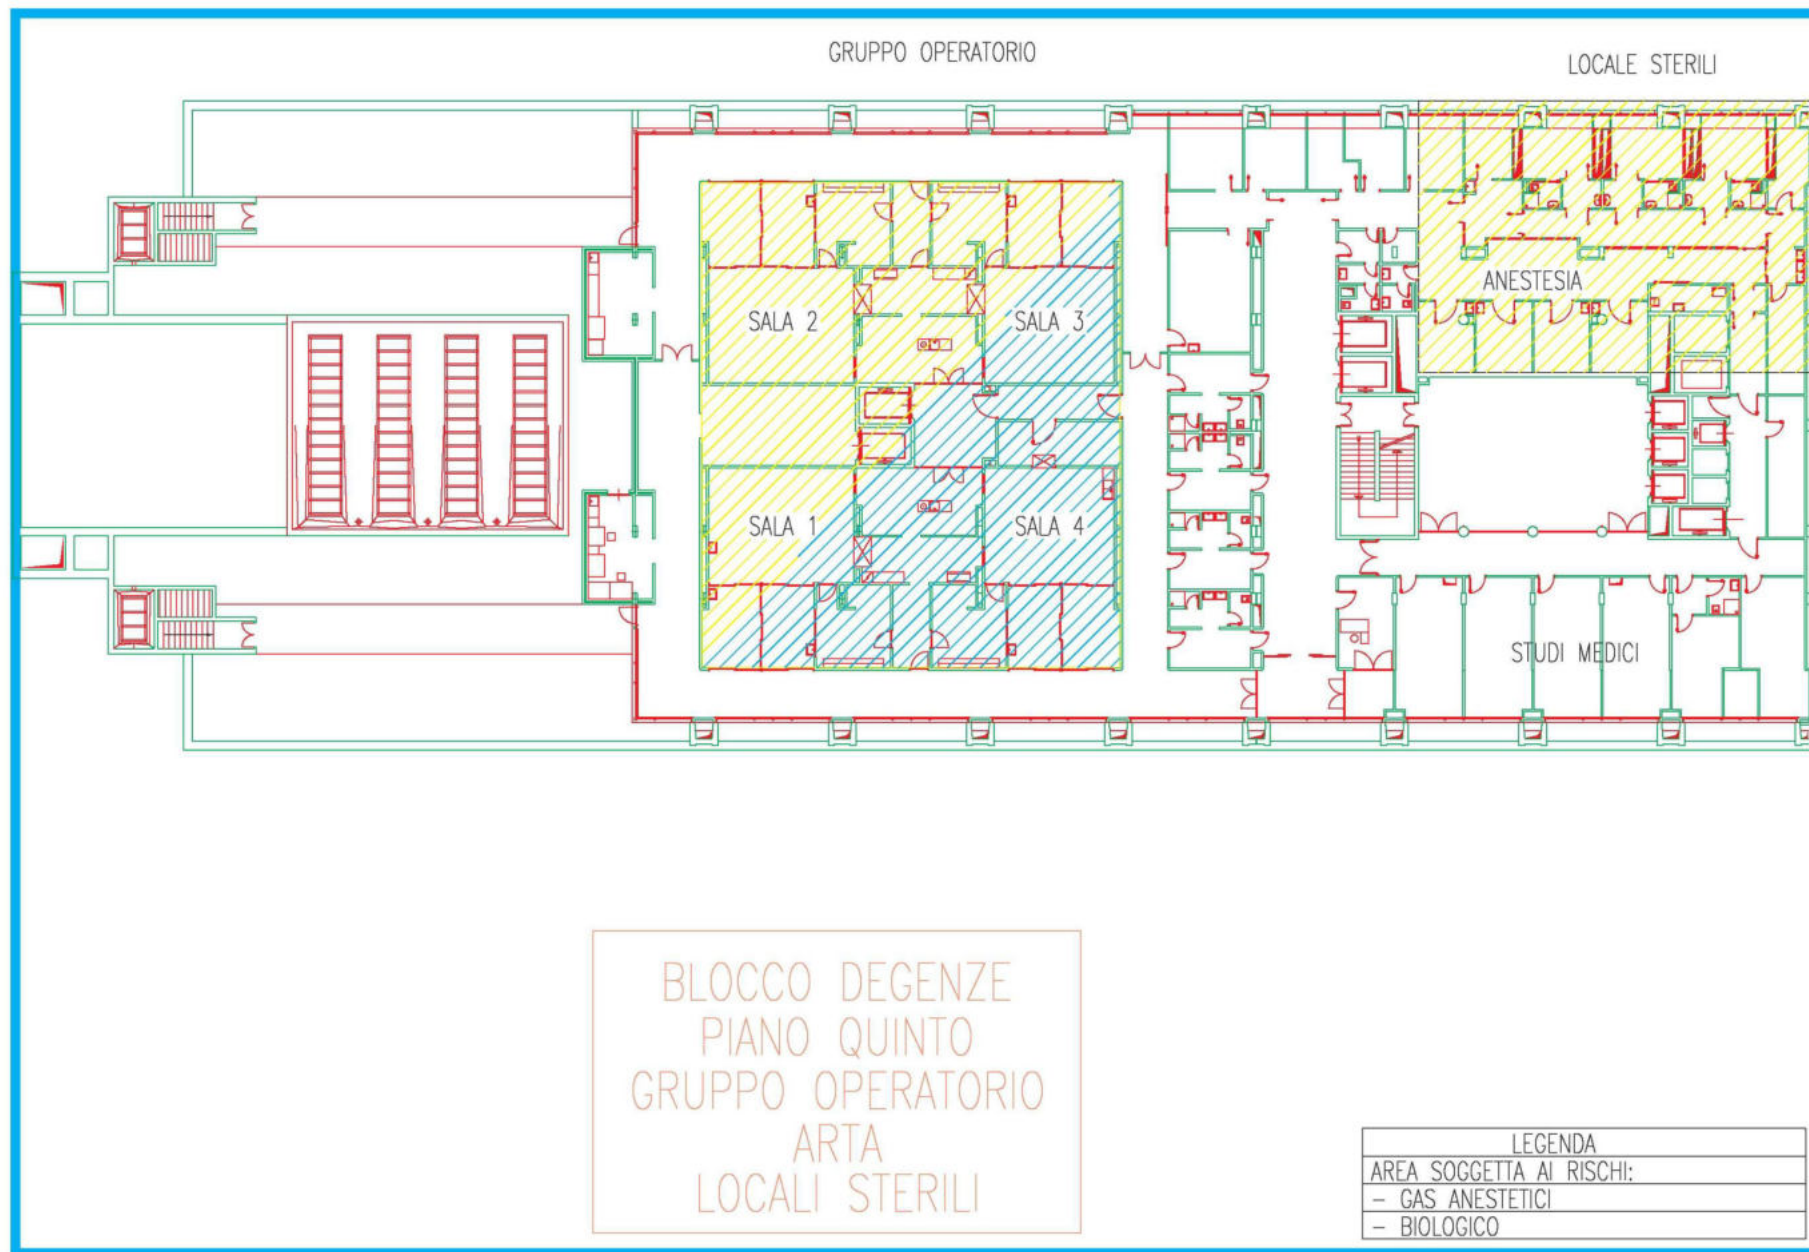 GRUPPO OPERATORIO
LOCALE STERILI
ANESTESIA
SALA 2
SALA 3
SALA 1
SALA 4
STUDI MEDICI
BLOCCO DEGENZE
PIANO QUINTO
GRUPPO OPERATORIO
ARTA
LOCALI STERILI
LEGENDA
AREA SOGGETTA AI RISCHI:
– GAS ANESTETICI
– BIOLOGICO